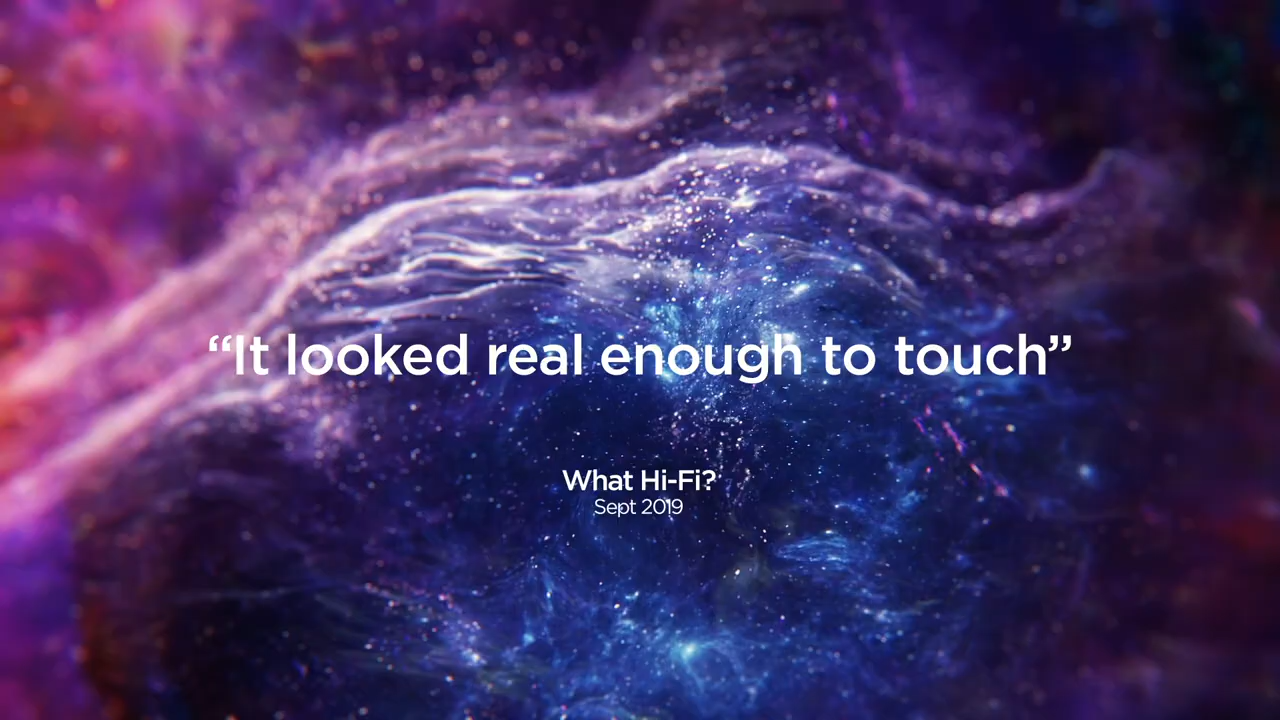 “It looked real enough to touch”
What Hi-Fi?
Sept 2019